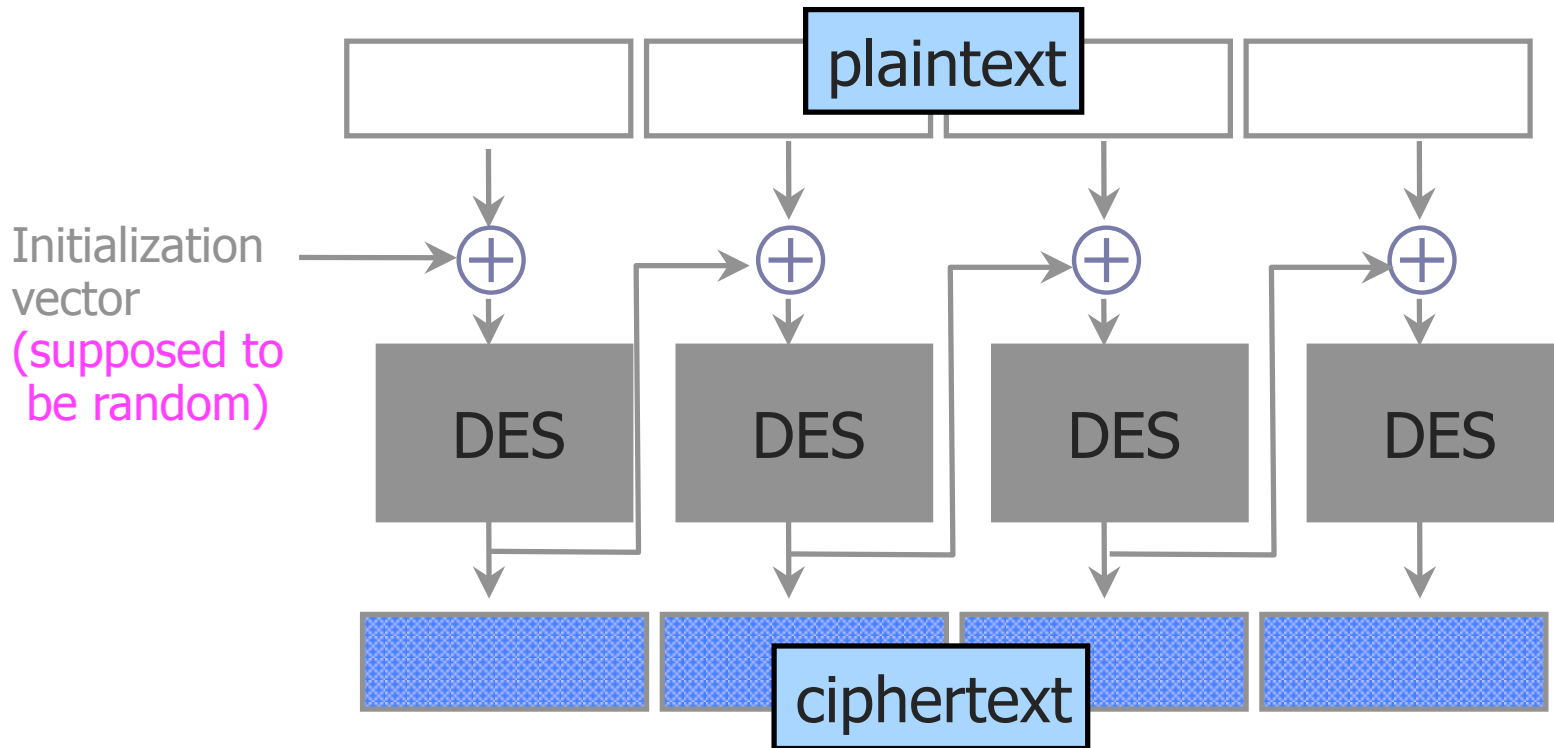 plaintext
Initialization
vector
(supposed to
be random)
DES DES DES DES
ciphertext